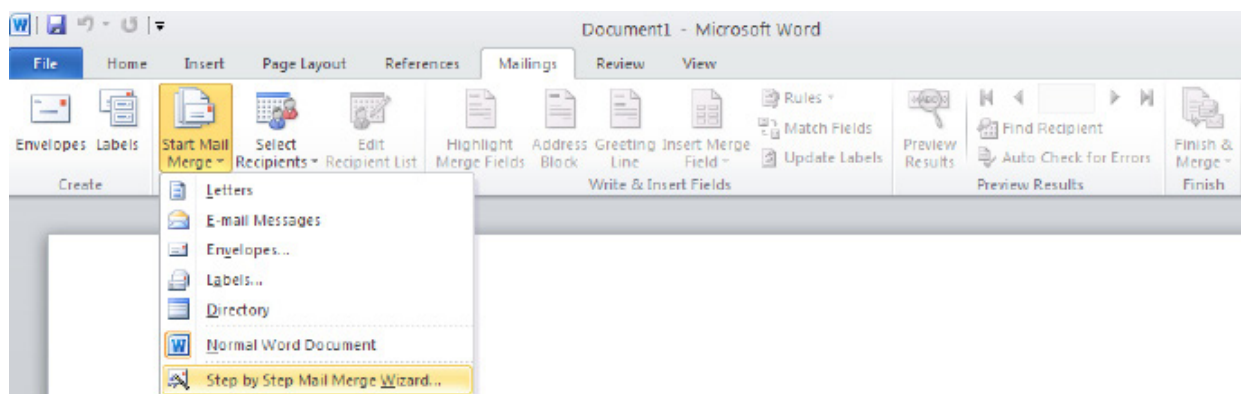 Document1 - Microsoft Word
File Home Insert Page Layout References Mailings Review View
Envelopes Labels Start Mail Merge Select Recipients Edit Recipient List Highlight Merge Fields Address Block Greeting Line Insert Merge Field Rules Match Fields Update Labels Preview Results Find Recipient Auto Check for Errors Finish & Merge
Create Write & Insert Fields Preview Results Finish
Letters
E-mail Messages
Envelopes...
Labels...
Directory
Normal Word Document
Step by Step Mail Merge Wizard...